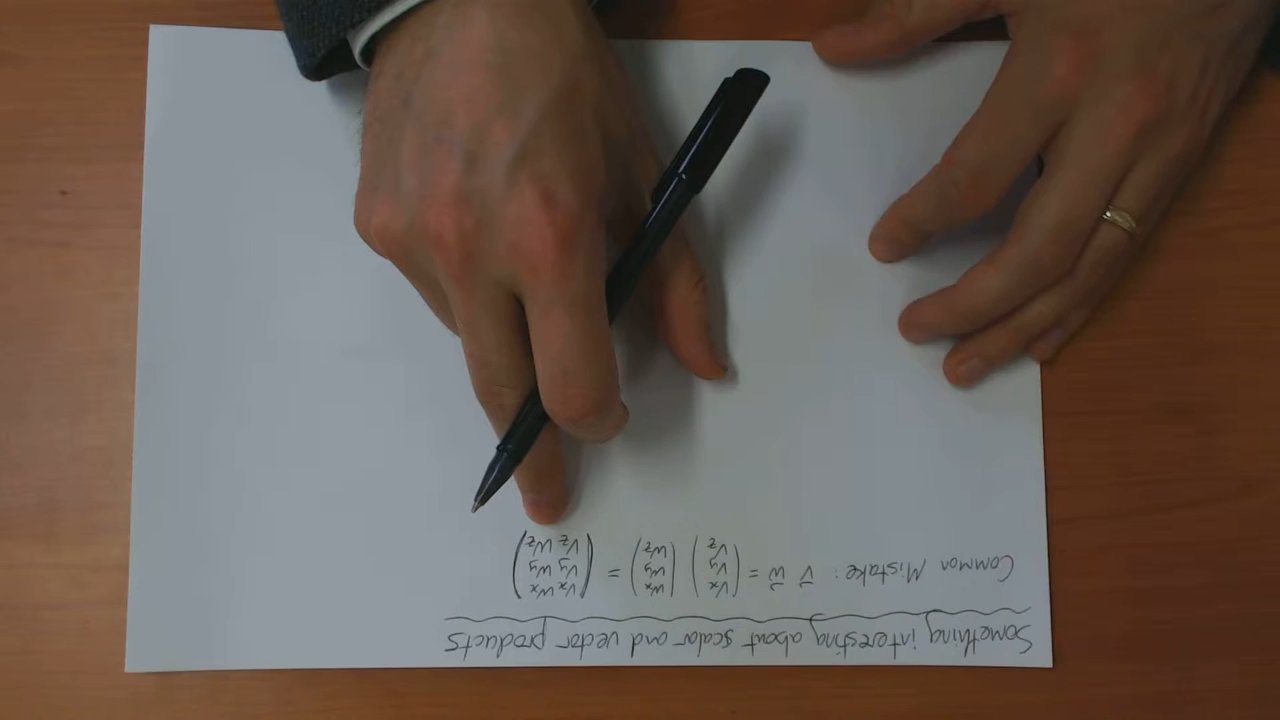 Something interesting about scalar and vector products
Common Mistake: v⃗ w⃗ = (vx vy vz) (wx wy wz) = (vx wx vy wy vz wz)